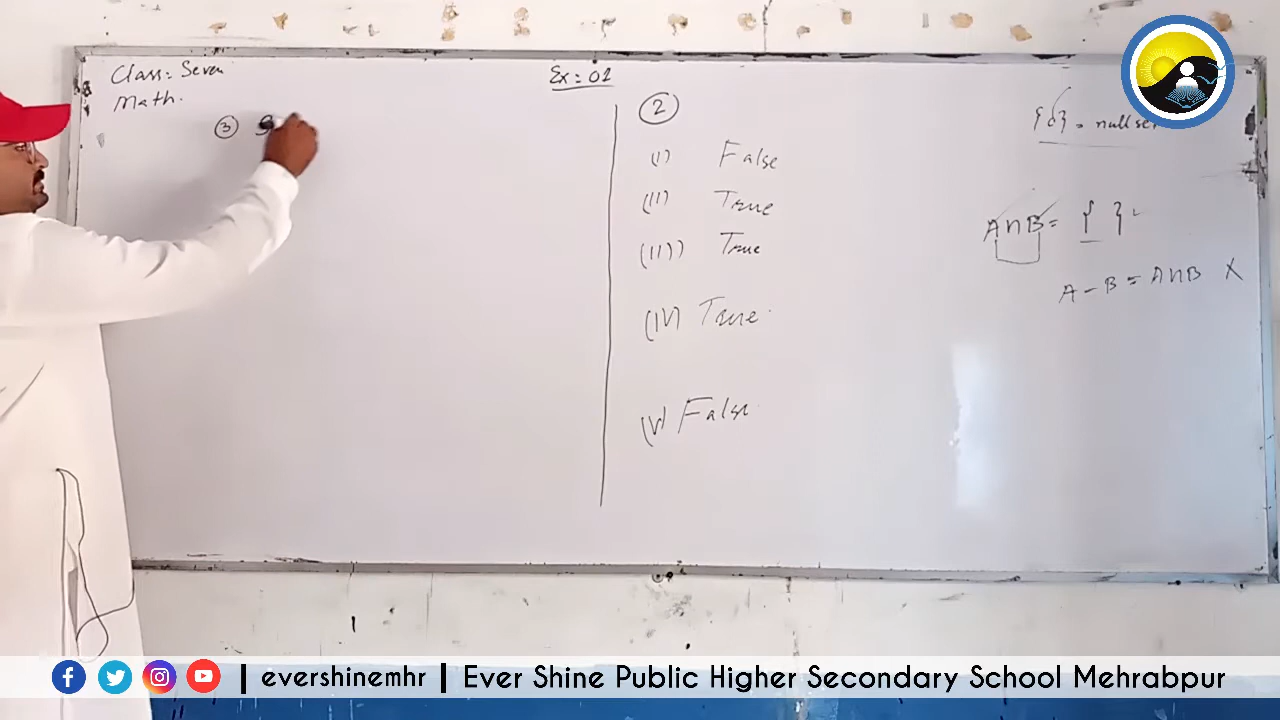 Class: Seven
Math.
Ex: 01
(3)
(2)
(i) False
(ii) True
(iii) True
(iv) True.
(v) False
= null set
A∩B = { }
A - B = A∩B X
| evershinemhr | Ever Shine Public Higher Secondary School Mehrabpur